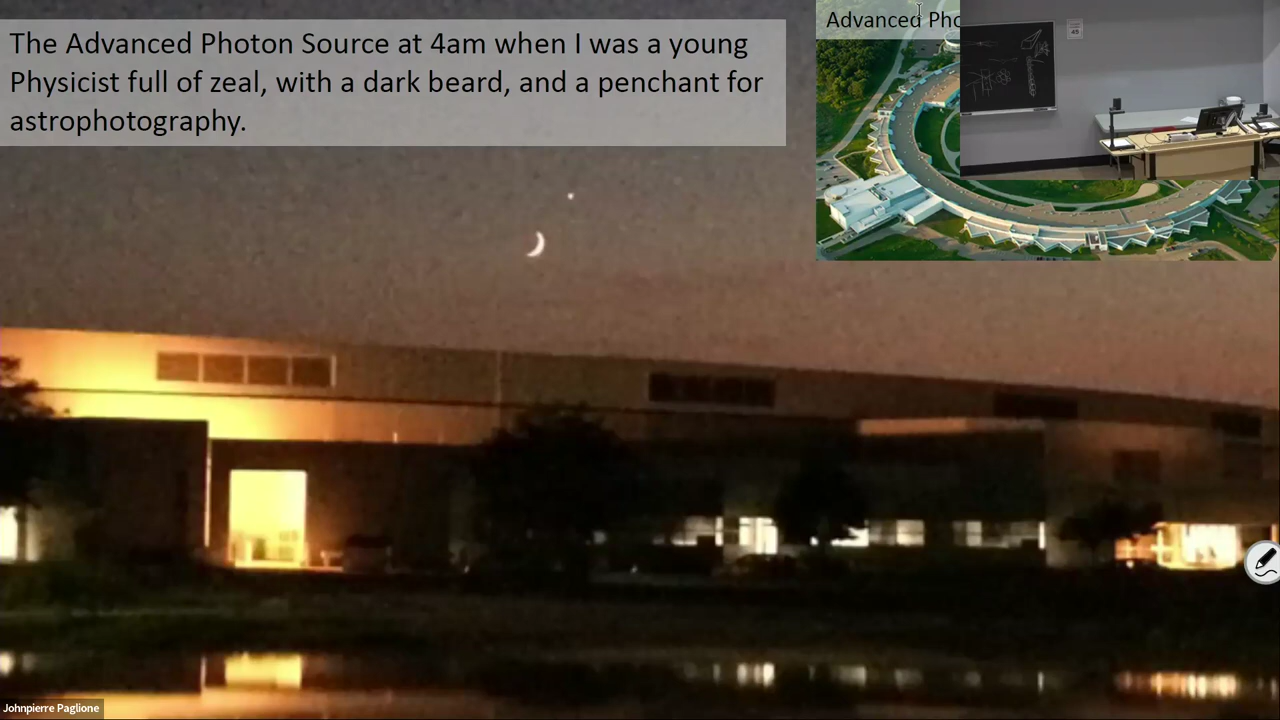 The Advanced Photon Source at 4am when I was a young
Physicist full of zeal, with a dark beard, and a penchant for
astrophotography.
Advanced Pho
Johnpierre Paglione